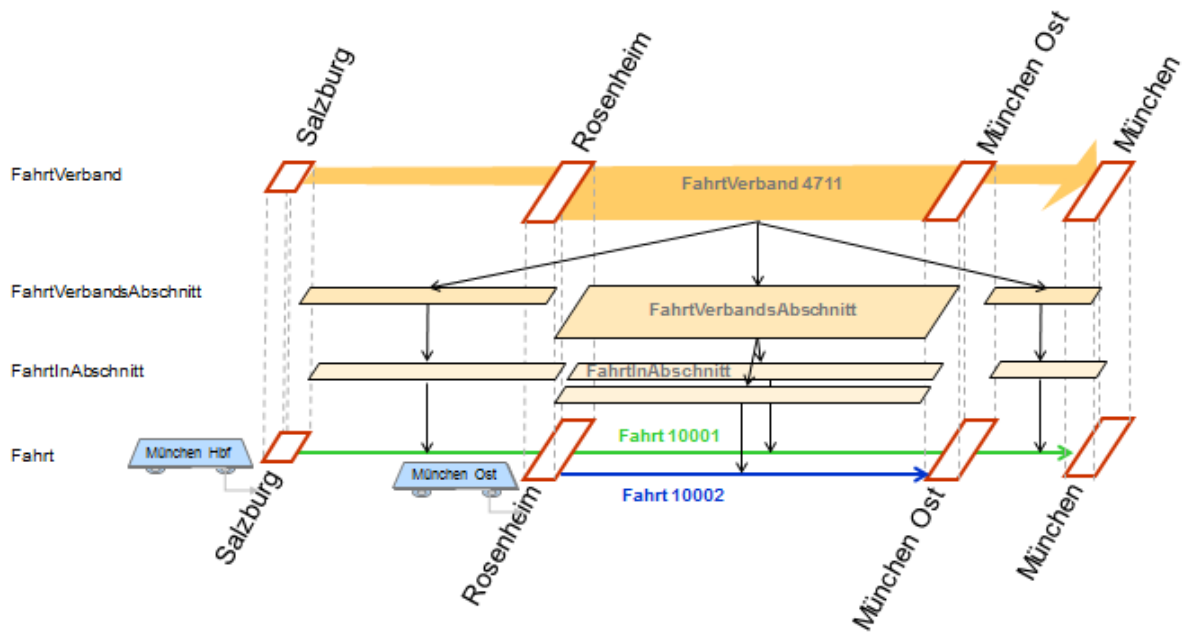 Salzburg
Rosenheim
München Ost
München
FahrtVerband
FahrtVerband 4711
FahrtVerbandsAbschnitt
FahrtVerbandsAbschnitt
FahrtInAbschnitt
FahrtInAbschnitt
Fahrt
München Hbf
Fahrt 10001
München Ost
Fahrt 10002
Salzburg
Rosenheim
München Ost
München